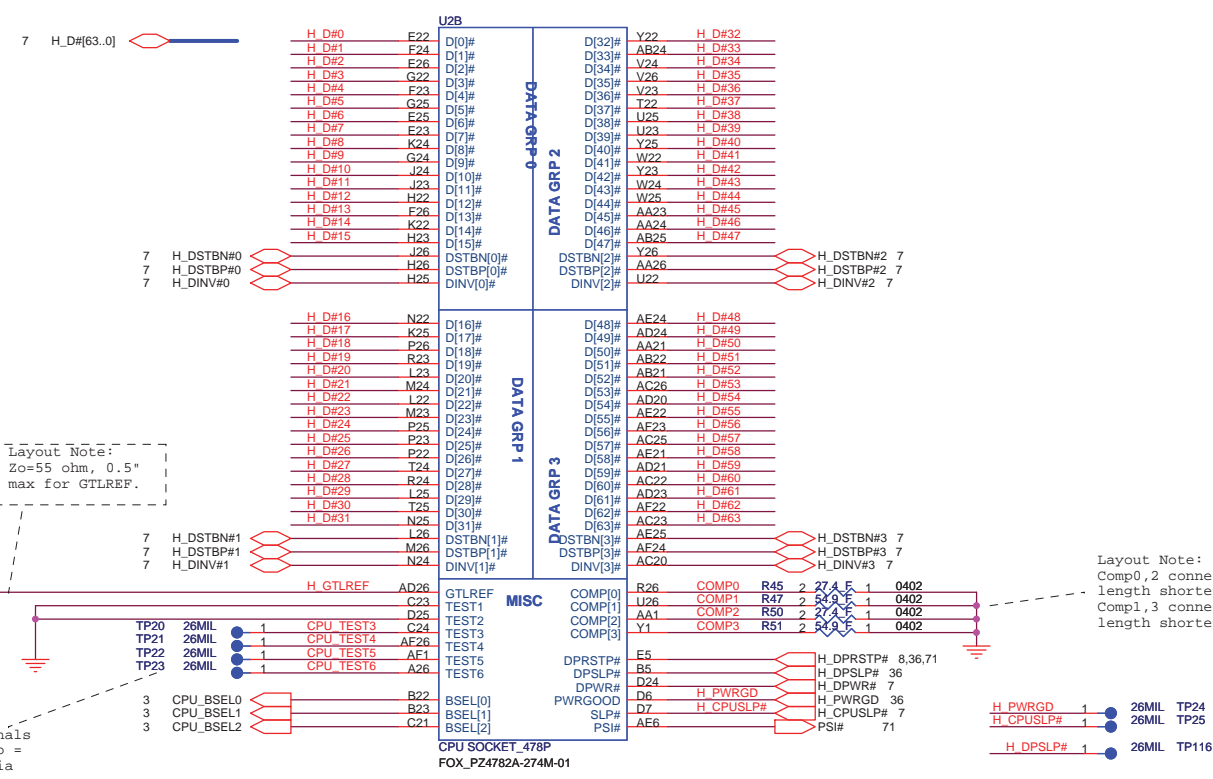 U2B
7 H_D#[63..0]
H_D#0 E22 D[0]# D[32]# Y22 H_D#32
H_D#1 F24 D[1]# D[33]# AB24 H_D#33
H_D#2 E26 D[2]# D[34]# V24 H_D#34
H_D#3 G22 D[3]# D[35]# V26 H_D#35
H_D#4 F23 D[4]# D[36]# V23 H_D#36
H_D#5 G25 D[5]# D[37]# T22 H_D#37
H_D#6 E25 D[6]# D[38]# U25 H_D#38
H_D#7 E23 D[7]# D[39]# U23 H_D#39
H_D#8 K24 D[8]# D[40]# Y25 H_D#40
H_D#9 G24 D[9]# D[41]# W22 H_D#41
H_D#10 J24 D[10]# D[42]# Y23 H_D#42
H_D#11 J23 D[11]# D[43]# W24 H_D#43
H_D#12 H22 D[12]# D[44]# W25 H_D#44
H_D#13 F26 D[13]# D[45]# AA23 H_D#45
H_D#14 K22 D[14]# D[46]# AA24 H_D#46
H_D#15 H23 D[15]# D[47]# AB25 H_D#47
DATA GRP 0
DATA GRP 2
7 H_DSTBN#0 J26 DSTBN[0]# DSTBN[2]# Y26 H_DSTBN#2 7
7 H_DSTBP#0 H26 DSTBP[0]# DSTBP[2]# AA26 H_DSTBP#2 7
7 H_DINV#0 H25 DINV[0]# DINV[2]# U22 H_DINV#2 7
H_D#16 N22 D[16]# D[48]# AE24 H_D#48
H_D#17 K25 D[17]# D[49]# AD24 H_D#49
H_D#18 P26 D[18]# D[50]# AA21 H_D#50
H_D#19 R23 D[19]# D[51]# AB22 H_D#51
H_D#20 L23 D[20]# D[52]# AB21 H_D#52
H_D#21 M24 D[21]# D[53]# AC26 H_D#53
H_D#22 L22 D[22]# D[54]# AD20 H_D#54
H_D#23 M23 D[23]# D[55]# AE22 H_D#55
H_D#24 P25 D[24]# D[56]# AF23 H_D#56
H_D#25 P23 D[25]# D[57]# AC25 H_D#57
H_D#26 P22 D[26]# D[58]# AE21 H_D#58
H_D#27 T24 D[27]# D[59]# AD21 H_D#59
H_D#28 R24 D[28]# D[60]# AC22 H_D#60
H_D#29 L25 D[29]# D[61]# AD23 H_D#61
H_D#30 T25 D[30]# D[62]# AF22 H_D#62
H_D#31 N25 D[31]# D[63]# AC23 H_D#63
DATA GRP 1
DATA GRP 3
7 H_DSTBN#1 L26 DSTBN[1]# DSTBN[3]# AE25 H_DSTBN#3 7
7 H_DSTBP#1 M26 DSTBP[1]# DSTBP[3]# AF24 H_DSTBP#3 7
7 H_DINV#1 N24 DINV[1]# DINV[3]# AC20 H_DINV#3 7
Layout Note:
Zo=55 ohm, 0.5"
max for GTLREF.
MISC
H_GTLREF AD26 GTLREF COMP[0] R26 COMP0 R45 2 27.4_F 1 0402
C23 TEST1 COMP[1] U26 COMP1 R47 2 54.9_F 1 0402
D25 TEST2 COMP[2] AA1 COMP2 R50 2 27.4_F 1 0402
TP20 26MIL 1 CPU_TEST3 C24 TEST3 COMP[3] Y1 COMP3 R51 2 54.9_F 1 0402
TP21 26MIL 1 CPU_TEST4 AF26 TEST4
TP22 26MIL 1 CPU_TEST5 AF1 TEST5 DPRSTP# E5 H_DPRSTP# 8,36,71
TP23 26MIL 1 CPU_TEST6 A26 TEST6 DPSLP# B5 H_DPSLP# 36
DPWR# D24 H_DPWR# 7
3 CPU_BSEL0 B22 BSEL[0] PWRGOOD D6 H_PWRGD H_PWRGD 36
3 CPU_BSEL1 B23 BSEL[1] SLP# D7 H_CPUSLP# H_CPUSLP# 7
3 CPU_BSEL2 C21 BSEL[2] PSI# AE6 PSI# 71
CPU SOCKET_478P
FOX_PZ4782A-274M-01
Layout Note:
Comp0,2 conne
length shorte
Comp1,3 conne
length shorte
H_PWRGD 1 26MIL TP24
H_CPUSLP# 1 26MIL TP25
H_DPSLP# 1 26MIL TP116
nals
o =
ia